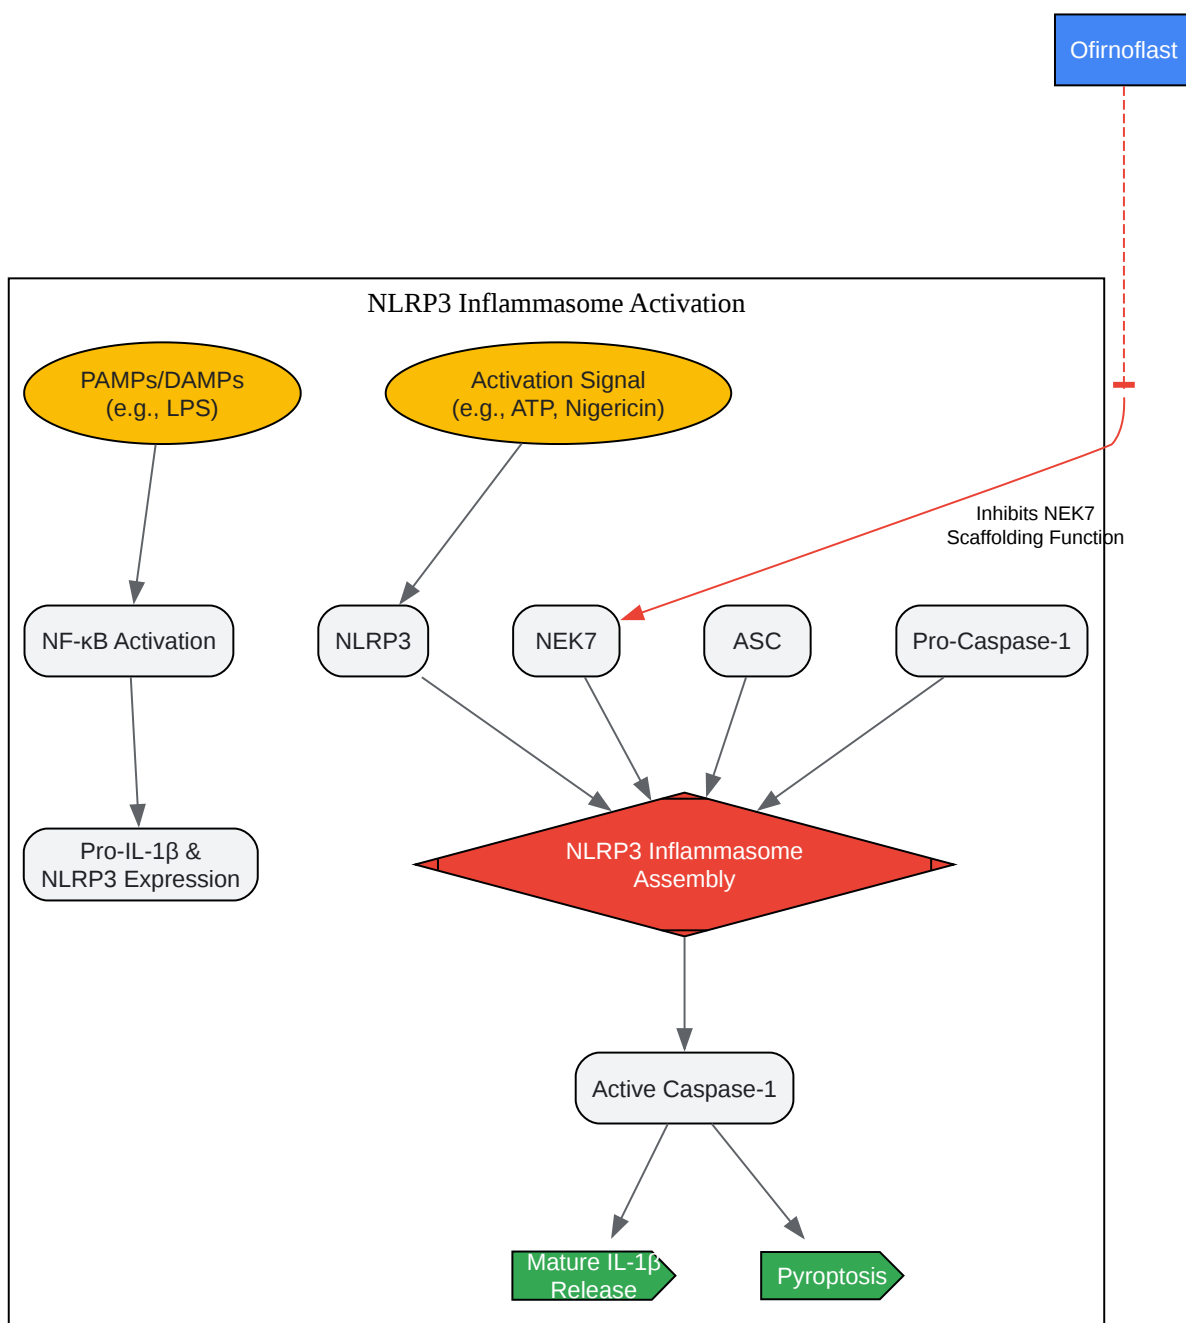 Ofirnoflast
NLRP3 Inflammasome Activation
PAMPs/DAMPs
(e.g., LPS)
Activation Signal
(e.g., ATP, Nigericin)
Inhibits NEK7
Scaffolding Function
NF-κB Activation
NLRP3
NEK7
ASC
Pro-Caspase-1
Pro-IL-1β &
NLRP3 Expression
NLRP3 Inflammasome
Assembly
Active Caspase-1
Mature IL-1β
Release
Pyroptosis